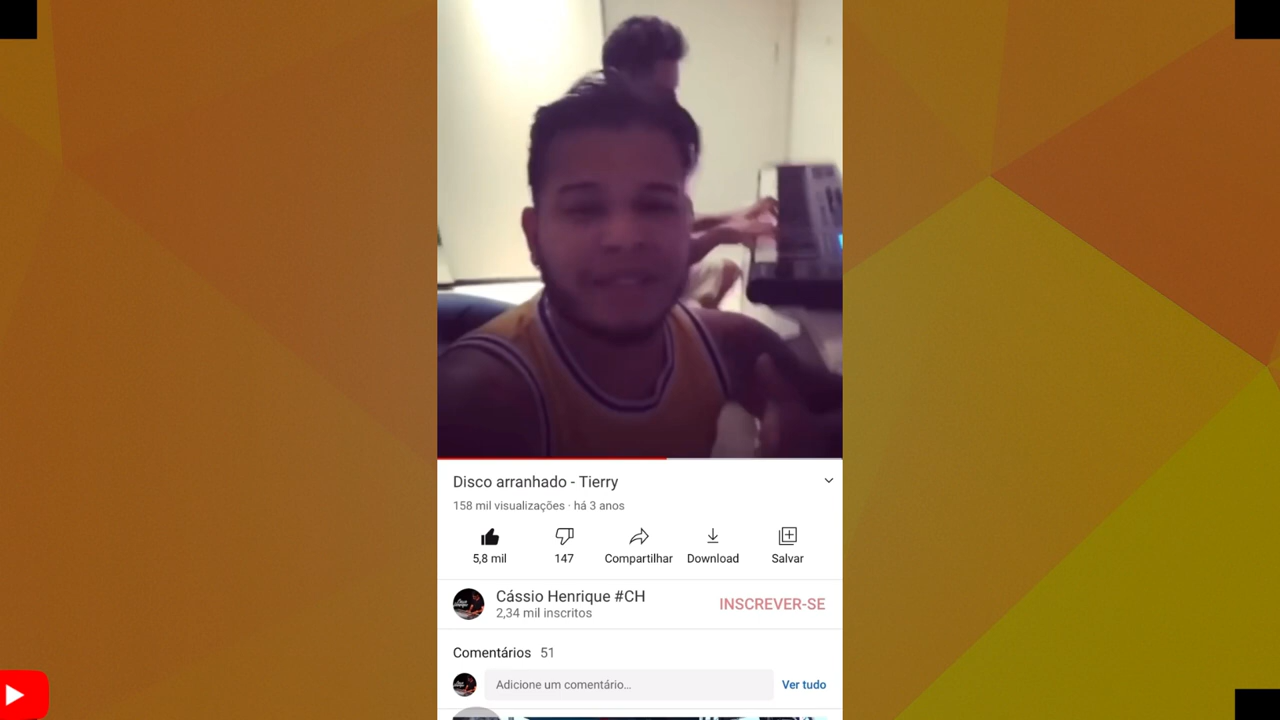 Disco arranhado - Tierry
158 mil visualizações · há 3 anos
5,8 mil
147
Compartilhar
Download
Salvar
Cássio Henrique #CH
2,34 mil inscritos
INSCREVER-SE
Comentários 51
Adicione um comentário...
Ver tudo